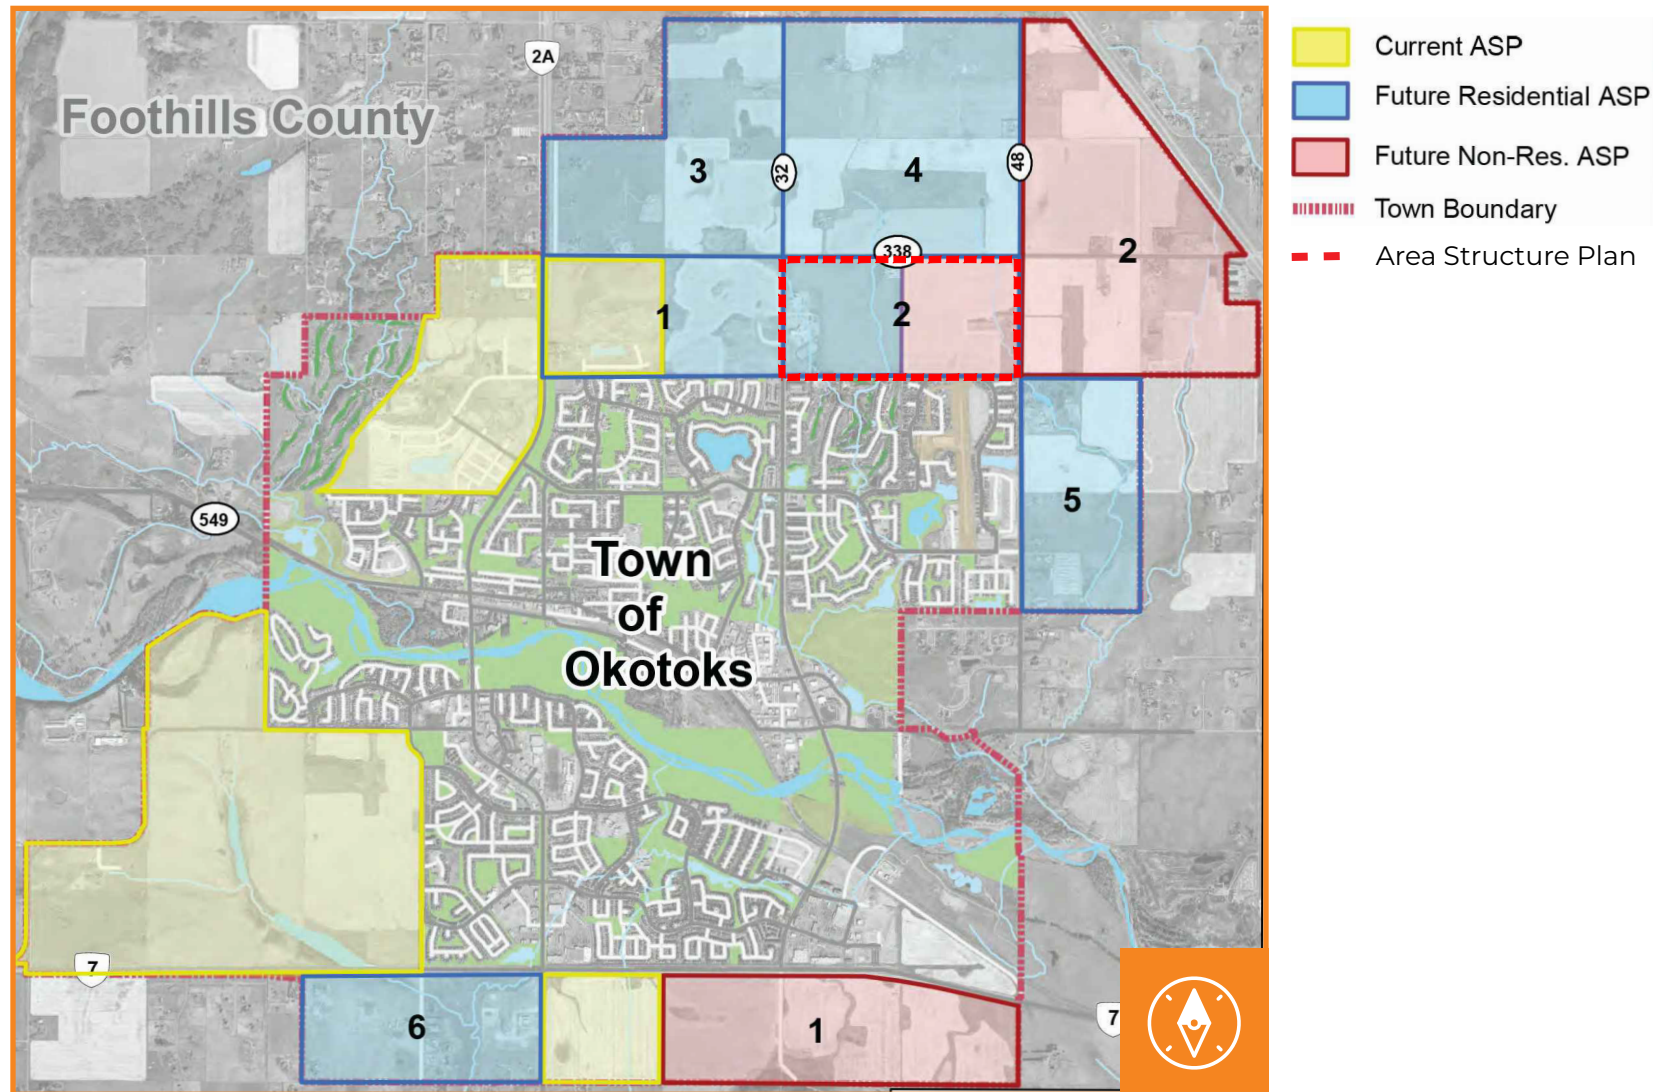 2A
Foothills County
3
32
4
48
338
2
1
2
5
549
Town
of
Okotoks
7
6
1
7
Current ASP
Future Residential ASP
Future Non-Res. ASP
Town Boundary
Area Structure Plan